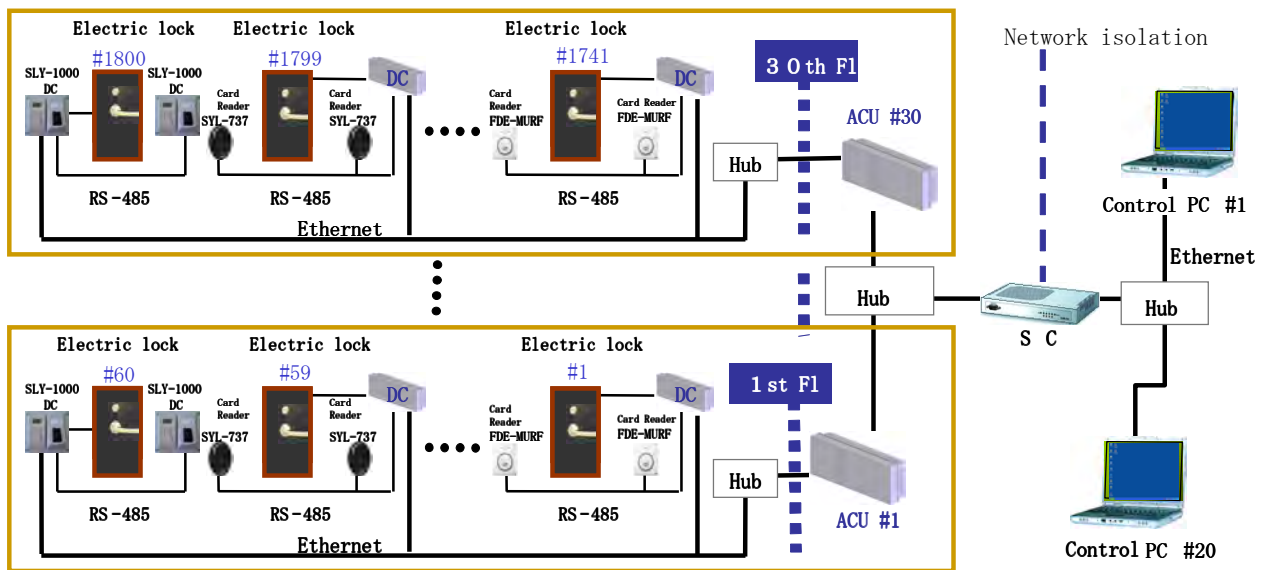 Electric lock
Electric lock
Electric lock
#1800
#1799
#1741
SLY-1000
DC
SLY-1000
DC
Card
Reader
SYL-737
Card
Reader
SYL-737
DC
Card
Reader
FDE-MURF
Card Reader
FDE-MURF
DC
RS-485
RS-485
RS-485
Ethernet
Hub
30th Fl
ACU #30
Network isolation
Control PC #1
Ethernet
Hub
SC
Hub
Electric lock
Electric lock
Electric lock
#60
#59
#1
SLY-1000
DC
SLY-1000
DC
Card
Reader
SYL-737
Card
Reader
SYL-737
DC
Card
Reader
FDE-MURF
Card Reader
FDE-MURF
DC
RS-485
RS-485
RS-485
Ethernet
Hub
1st Fl
ACU #1
Control PC #20